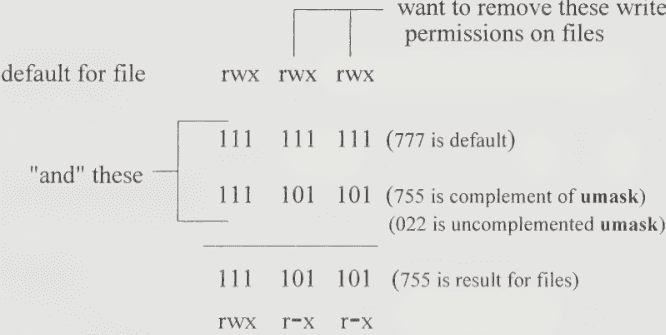 want to remove these write
permissions on files
default for file rwx rwx rwx
111 111 111 (777 is default)
"and" these
111 101 101 (755 is complement of umask)
(022 is uncomplemented umask)
111 101 101 (755 is result for files)
rwx r-x r-x